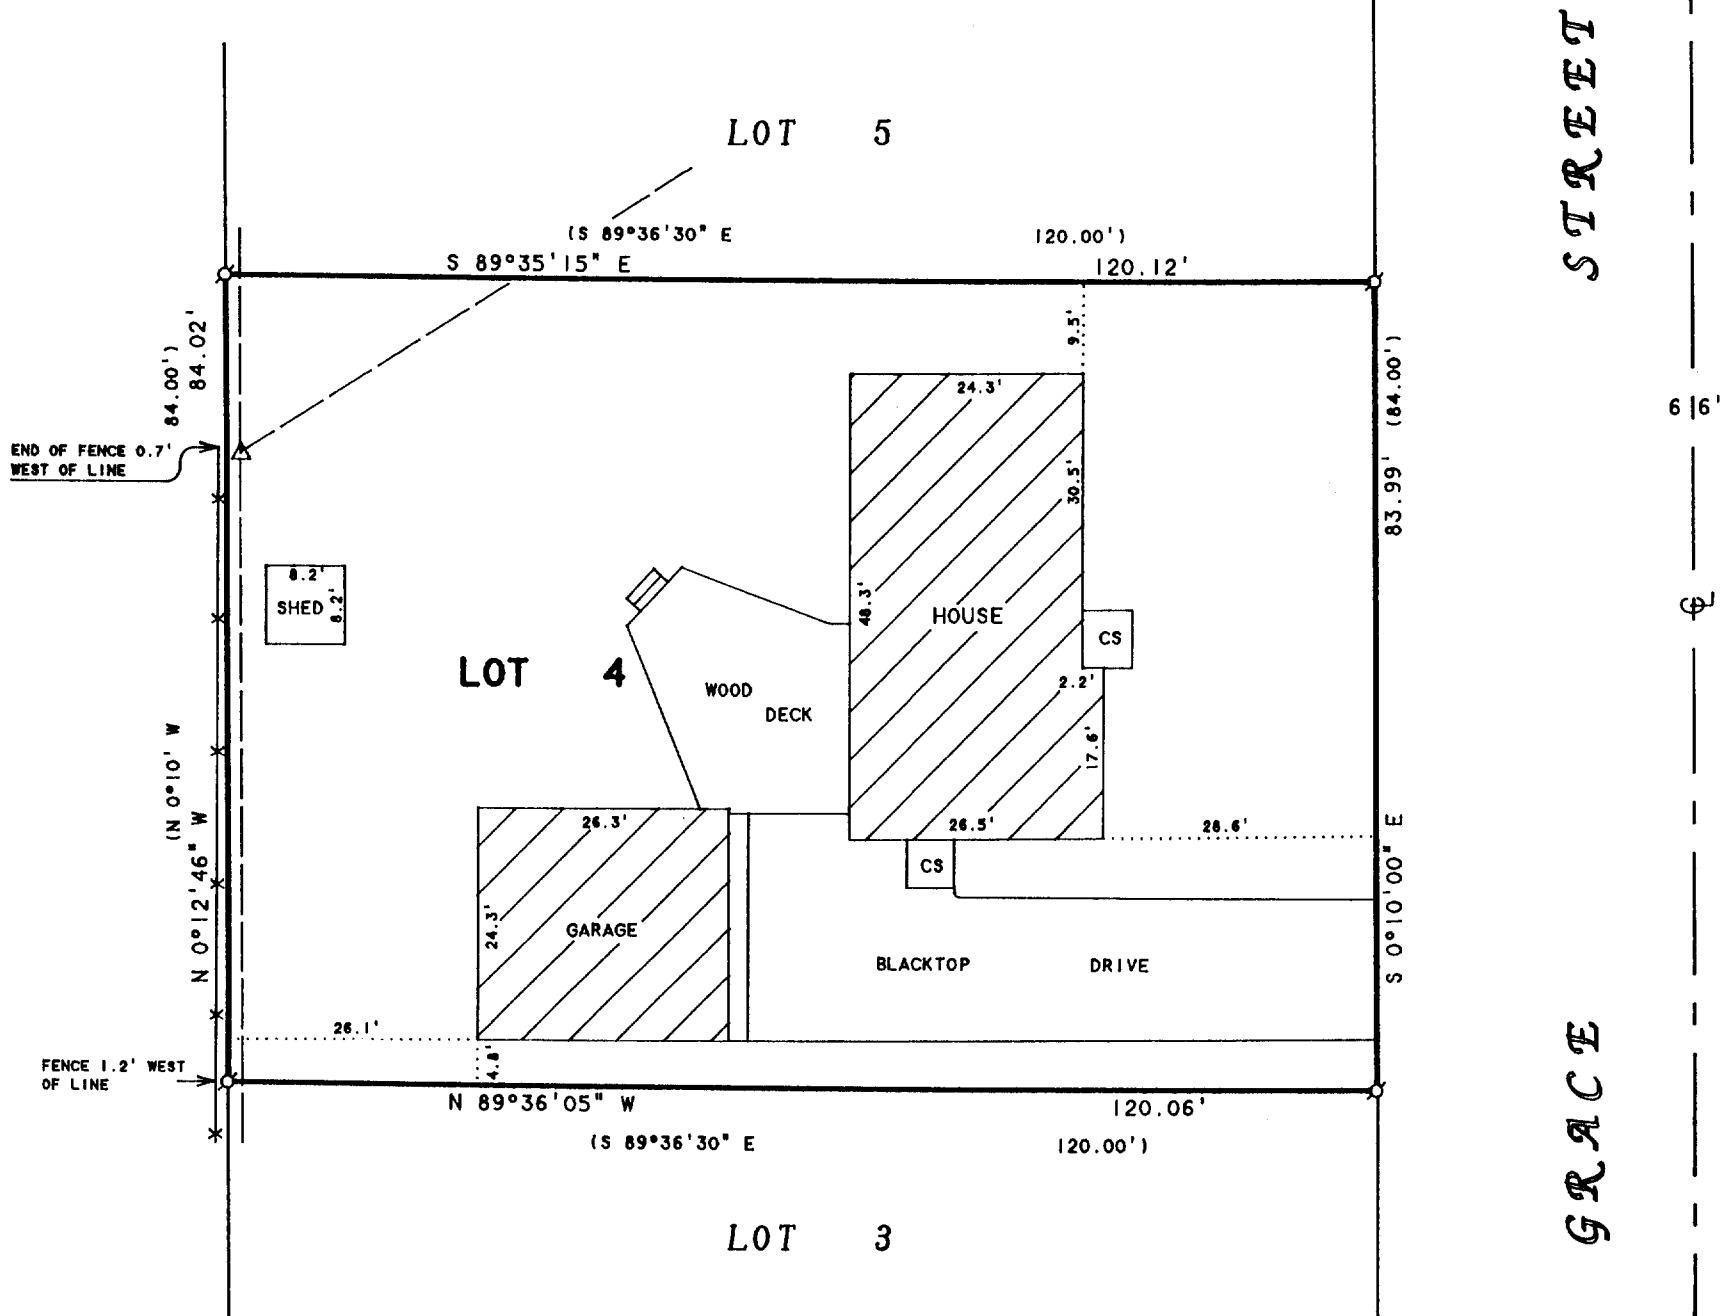 STREET
LOT 5
(S 89°36'30" E 120.00')
S 89°35'15" E 120.12'
84.00')
84.02'
9.5'
(84.00')
83.99'
24.3'
66'
END OF FENCE 0.7'
WEST OF LINE
30.5'
8.2'
SHED
8.2'
48.3'
HOUSE
CS
℄
LOT 4
WOOD
DECK
2.2'
17.6'
(N 0°10' W
N 0°12'46" W
26.3'
26.5'
28.6'
S 0°10'00" E
CS
24.3'
GARAGE
BLACKTOP DRIVE
26.1'
4.8'
FENCE 1.2' WEST
OF LINE
N 89°36'05" W 120.06'
(S 89°36'30" E 120.00')
GRACE
LOT 3